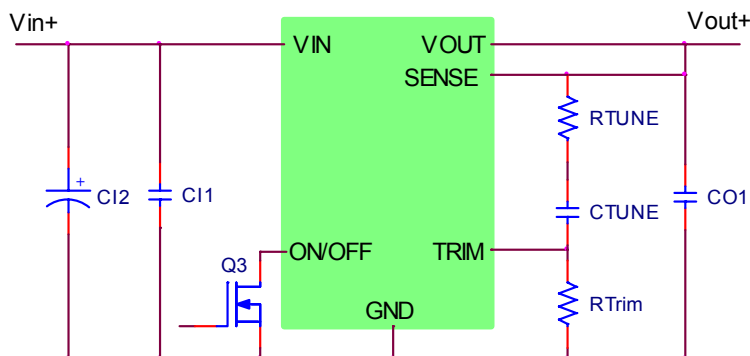 Vin+
Vout+
VIN
VOUT
SENSE
RTUNE
+
CI2
CI1
CTUNE
CO1
ON/OFF
TRIM
Q3
RTrim
GND